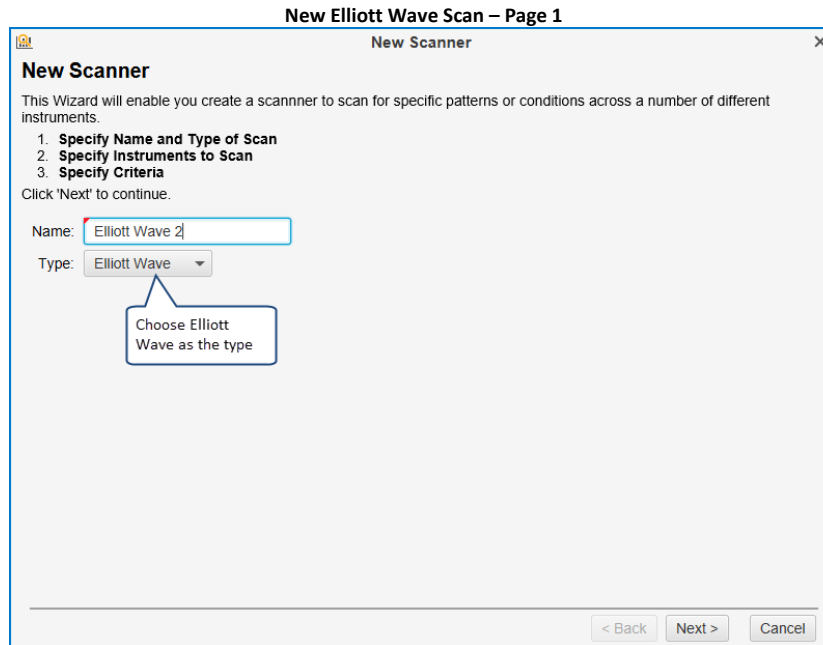 New Elliott Wave Scan – Page 1
New Scanner
New Scanner
This Wizard will enable you create a scannner to scan for specific patterns or conditions across a number of different
instruments.
1. Specify Name and Type of Scan
2. Specify Instruments to Scan
3. Specify Criteria
Click 'Next' to continue.
Name: Elliott Wave 2
Type: Elliott Wave
Choose Elliott
Wave as the type
< Back Next > Cancel